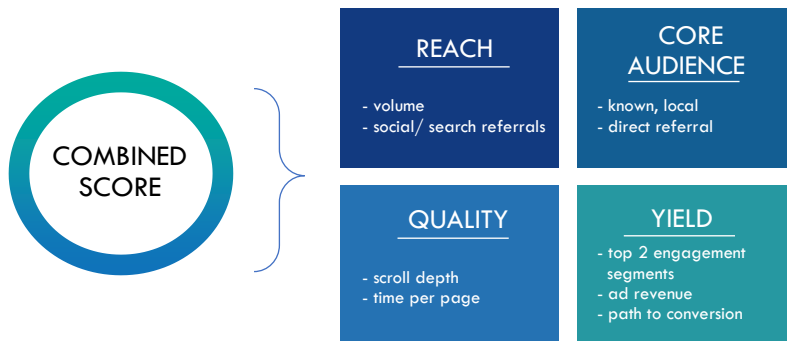 COMBINED
SCORE
REACH
- volume
- social/ search referrals
CORE
AUDIENCE
- known, local
- direct referral
QUALITY
- scroll depth
- time per page
YIELD
- top 2 engagement
segments
- ad revenue
- path to conversion